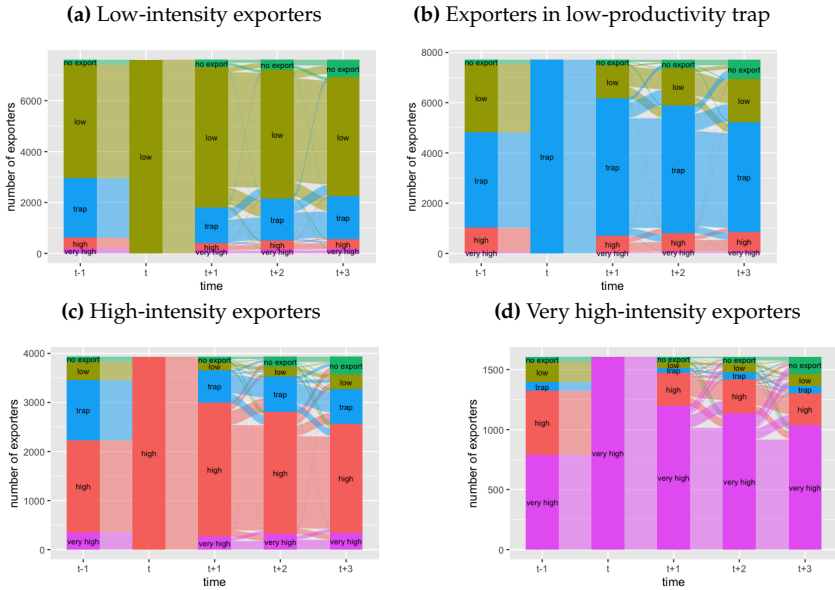 (a) Low-intensity exporters
(b) Exporters in low-productivity trap
number of exporters
6000
4000
2000
0
no export
low
trap
high
very high
low
no export
low
trap
high
very high
no export
low
trap
high
very high
no export
low
trap
high
very high
t-1
t
t+1
t+2
t+3
time
number of exporters
8000
6000
4000
2000
0
no export
low
trap
high
very high
trap
no export
low
trap
high
very high
no export
low
trap
high
very high
no export
low
trap
high
very high
t-1
t
t+1
t+2
t+3
time
(c) High-intensity exporters
(d) Very high-intensity exporters
number of exporters
4000
3000
2000
1000
0
no export
low
trap
high
very high
high
no export
low
trap
high
very high
no export
low
trap
high
very high
no export
low
trap
high
very high
t-1
t
t+1
t+2
t+3
time
number of exporters
1500
1000
500
0
no export
low
trap
high
very high
very high
no export
low
trap
high
very high
no export
low
trap
high
very high
no export
low
trap
high
very high
t-1
t
t+1
t+2
t+3
time